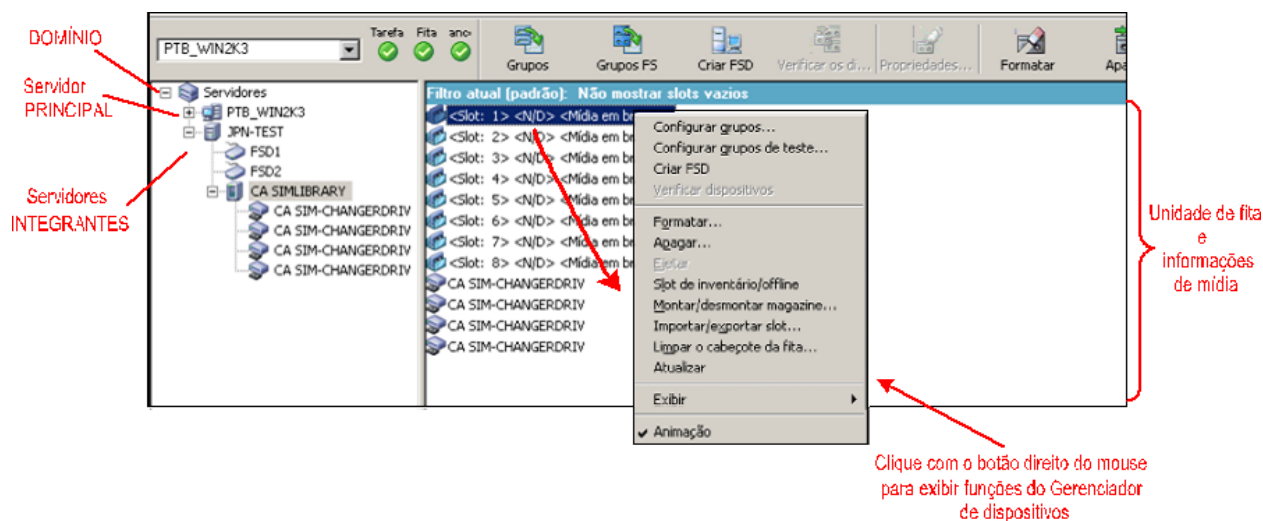 DOMÍNIO
Servidor
PRINCIPAL
Servidores
INTEGRANTES
PTB_WIN2K3
Tarefa Fita
Grupos Grupos FS Criar FSD Verificar os di... Propriedades... Formatar Apa
Servidores
PTB_WIN2K3
JPN-TEST
FSD1
FSD2
CA SIMLIBRARY
CA SIM-CHANGERDRIV
CA SIM-CHANGERDRIV
CA SIM-CHANGERDRIV
CA SIM-CHANGERDRIV
Filtro atual (padrão): Não mostrar slots vazios
<Slot: 1> <N/D> <Mídia em br
<Slot: 2> <N/D> <Mídia em br
<Slot: 3> <N/D> <Mídia em br
<Slot: 4> <N/D> <Mídia em br
<Slot: 5> <N/D> <Mídia em br
<Slot: 6> <N/D> <Mídia em br
<Slot: 7> <N/D> <Mídia em br
<Slot: 8> <N/D> <Mídia em br
CA SIM-CHANGERDRIV
CA SIM-CHANGERDRIV
CA SIM-CHANGERDRIV
CA SIM-CHANGERDRIV
Configurar grupos...
Configurar grupos de teste...
Criar FSD
Verificar dispositivos
Formatar...
Apagar...
Ejetar
Slot de inventário/offline
Montar/desmontar magazine...
Importar/exportar slot...
Limpar o cabeçote da fita...
Atualizar
Exibir
Animação
Unidade de fita
e
informações
de mídia
Clique com o botão direito do mouse
para exibir funções do Gerenciador
de dispositivos